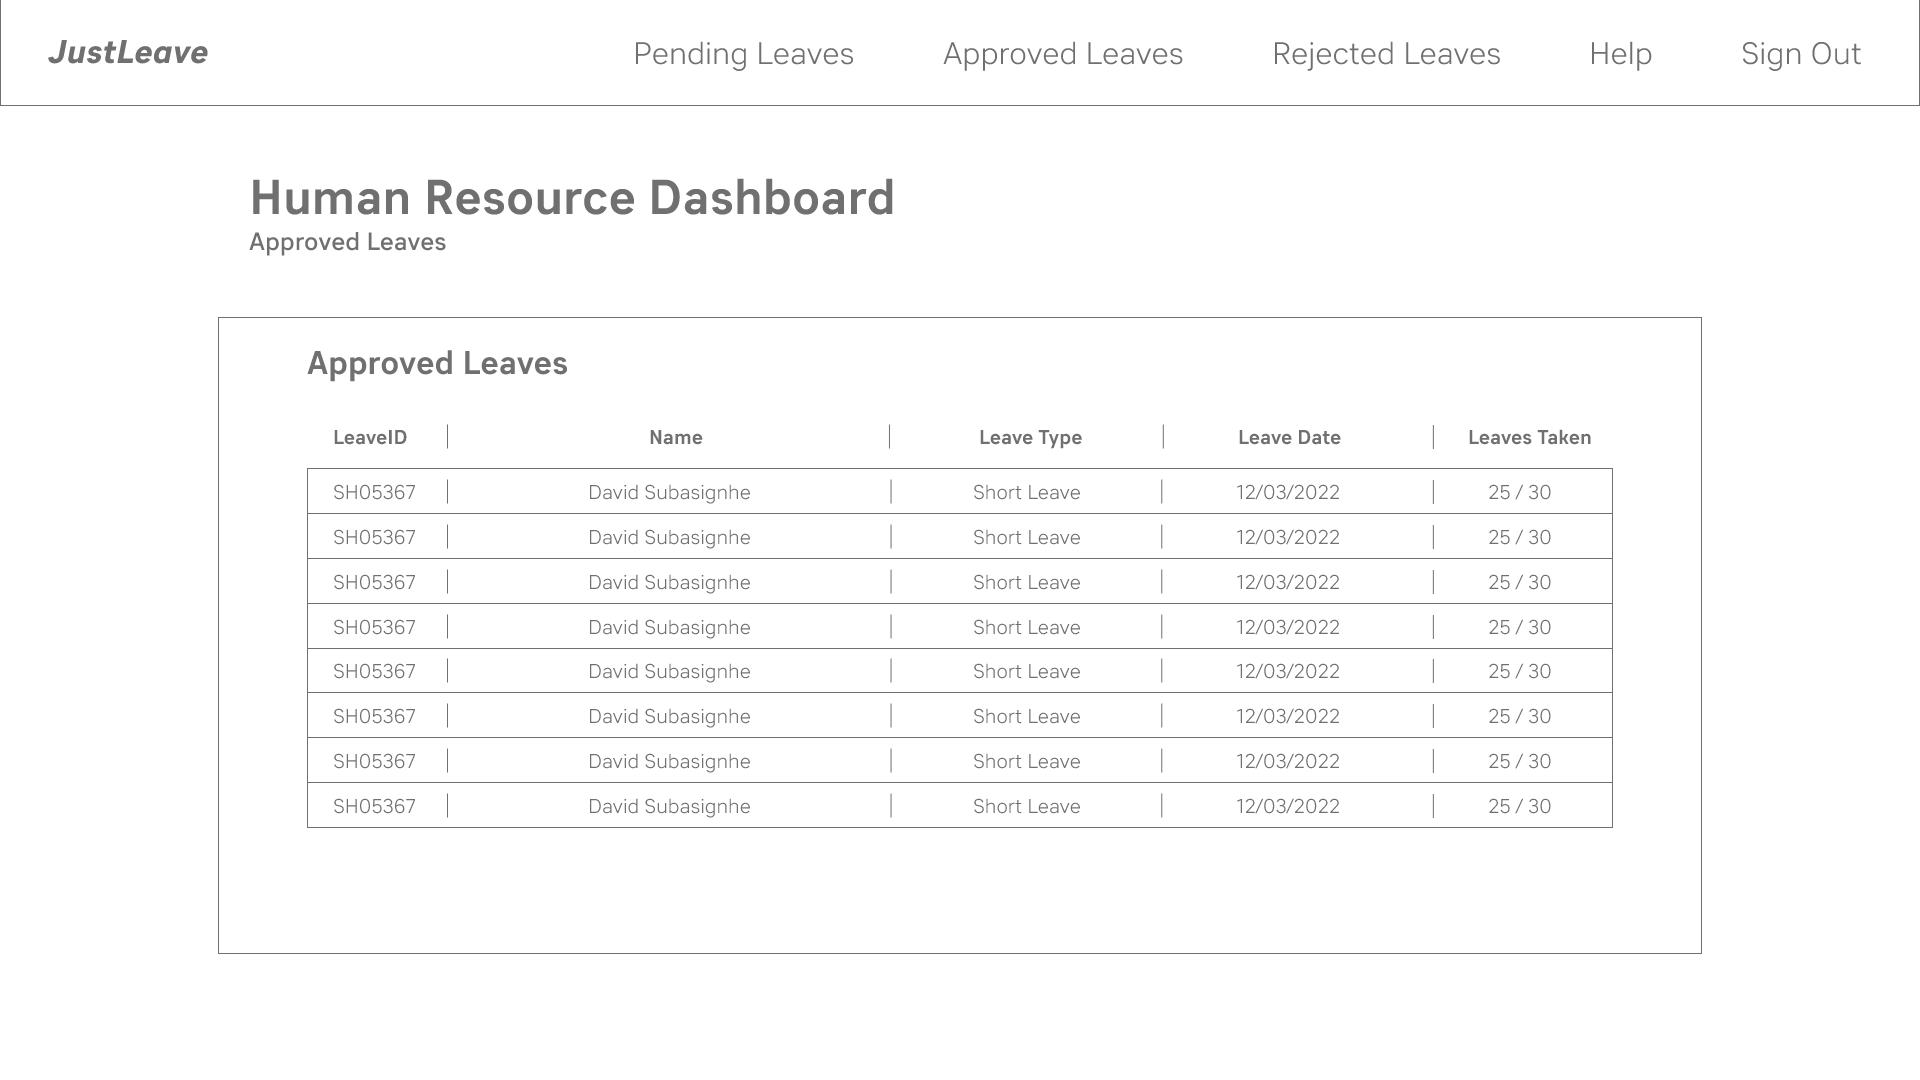 JustLeave Pending Leaves Approved Leaves Rejected Leaves Help Sign Out
Human Resource Dashboard
Approved Leaves
Approved Leaves
LeaveID | Name | Leave Type | Leave Date | Leaves Taken
SH05367 | David Subasignhe | Short Leave | 12/03/2022 | 25 / 30
SH05367 | David Subasignhe | Short Leave | 12/03/2022 | 25 / 30
SH05367 | David Subasignhe | Short Leave | 12/03/2022 | 25 / 30
SH05367 | David Subasignhe | Short Leave | 12/03/2022 | 25 / 30
SH05367 | David Subasignhe | Short Leave | 12/03/2022 | 25 / 30
SH05367 | David Subasignhe | Short Leave | 12/03/2022 | 25 / 30
SH05367 | David Subasignhe | Short Leave | 12/03/2022 | 25 / 30
SH05367 | David Subasignhe | Short Leave | 12/03/2022 | 25 / 30